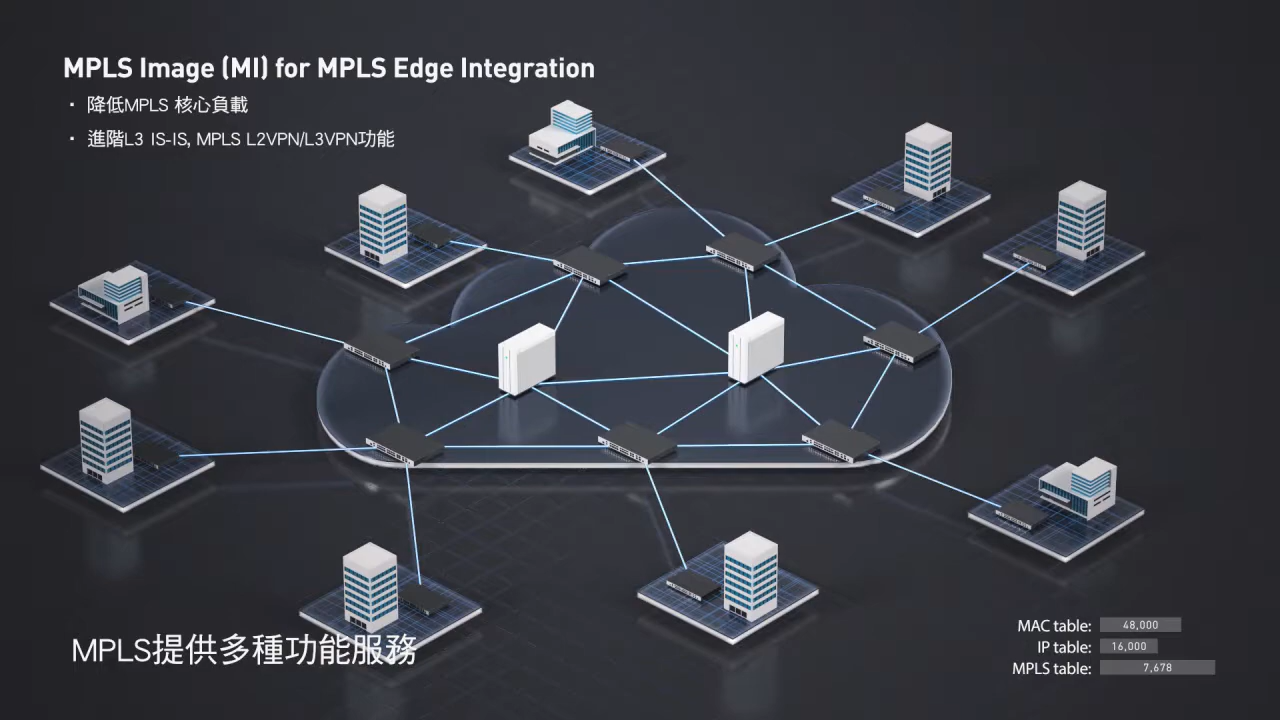 MPLS Image (MI) for MPLS Edge Integration
· 降低MPLS 核心負載
· 進階L3 IS-IS, MPLS L2VPN/L3VPN功能
MPLS提供多種功能服務
MAC table: 48,000
IP table: 16,000
MPLS table: 7,678